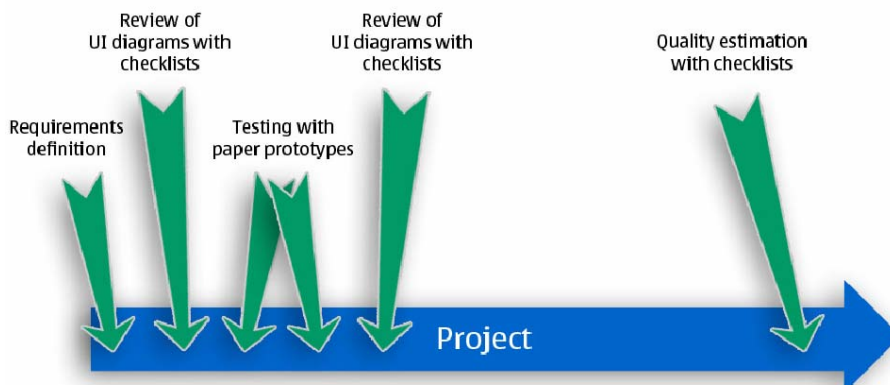 Review of
UI diagrams with
checklists
Review of
UI diagrams with
checklists
Quality estimation
with checklists
Requirements
definition
Testing with
paper prototypes
Project